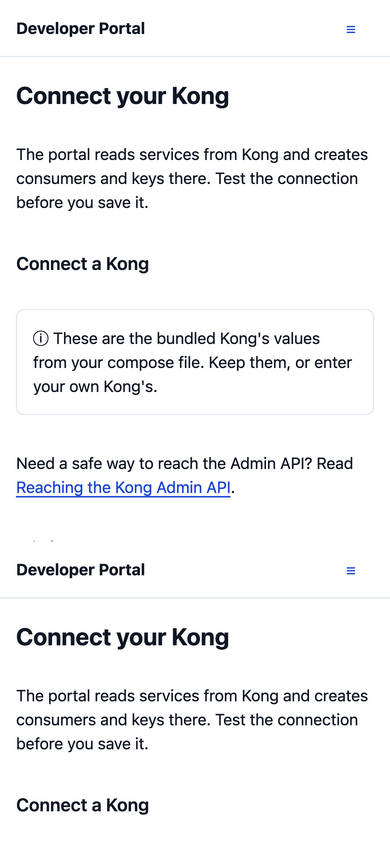 Developer Portal
≡
Connect your Kong
The portal reads services from Kong and creates
consumers and keys there. Test the connection
before you save it.
Connect a Kong
ⓘ These are the bundled Kong's values
from your compose file. Keep them, or enter
your own Kong's.
Need a safe way to reach the Admin API? Read
Reaching the Kong Admin API.
Developer Portal
≡
Connect your Kong
The portal reads services from Kong and creates
consumers and keys there. Test the connection
before you save it.
Connect a Kong